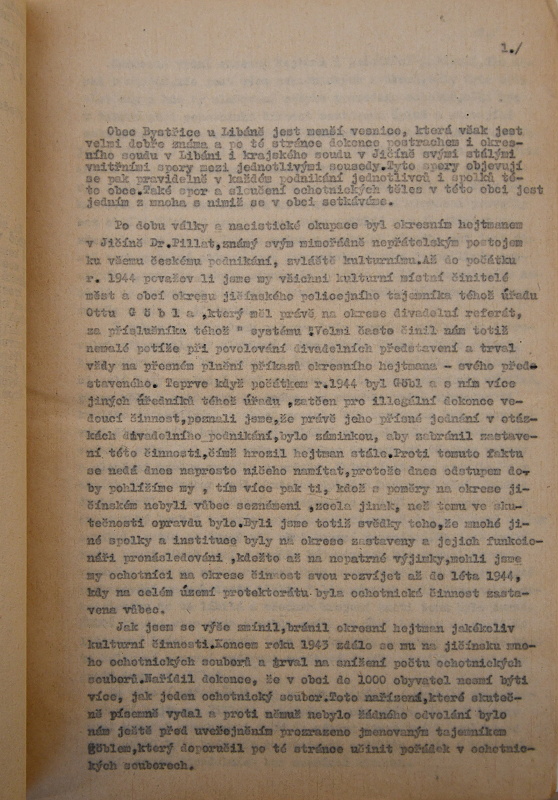 1./
Obec Bystřice u Libáně jest menší vesnice, která však jest
velmi dobře známa a po té stránce dokonce postrachem i okres-
ního soudu v Libáni i krajského soudu v Jičíně svými stálými
vnitřními spory mezi jednotlivými sousedy.Tyto spory objevují
se pak pravidelně v každém podnikání jednotlivců i spolků té-
to obce.Také spor a sloučení ochotnických těles v této obci jest
jedním z mnoha s nimiž se v obci setkáváme.
Po dobu války a nacistické okupace byl okresním hejtmanem
v Jičíně Dr.Pillat,známý svým mimořádně nepřátelským postojem
ku všemu českému podnikání, zvláště kulturnímu.Až do počátku
r. 1944 považov li jsme my všichni kulturní místní činitelé
měst a obcí okresu jičínského policejního tajemníka téhož úřadu
Ottu G ö b l a ,který měl právě na okrese divadelní referát,
za příslušníka téhož " systému ".Velmi často činil nám totiž
nemalé potíže při povolování divadelních představení a trval
vždy na přesném plnění příkazů okresního hejtmana - svého před-
staveného. Teprve když počátkem r.1944 byl Göbl a s ním více
jiných úředníků téhož úřadu ,zatčen pro illegální dokonce ve-
doucí činnost,poznali jsme,že právě jeho přísné jednání v otáz-
kách divadelního podnikání,bylo záminkou, aby zabránil zastave-
ní této činnosti,čímž hrozil hejtman stále.Proti tomuto faktu
se nedá dnes naprosto ničeho namítat,protože dnes odstupem do-
by pohlížíme my , tím více pak ti, kdož s poměry na okrese ji-
čínském nebyli vůbec seznámeni ,zcela jinak, než tomu ve sku-
tečnosti opravdu bylo.Byli jsme totiž svědky toho,že mnohé ji-
né spolky a instituce byly na okrese zastaveny a jejich funkcio-
náři pronásledováni ,kdežto až na nepatrné výjimky,mohli jsme
my ochotníci na okrese činnost svou rozvíjet až do léta 1944,
kdy na celém území protektorátu byla ochotnická činnost zasta-
vena vůbec.
Jak jsem se výše zmínil,bránil okresní hejtman jakékoliv
kulturní činnosti.Koncem roku 1943 zdálo se mu na jičínsku mno-
ho ochotnických souborů a trval na snížení počtu ochotnických
souborů.Nařídil dokonce, že v obci do 1000 obyvatel nesmí býti
více, jak jeden ochotnický soubor.Toto nařízení,které skuteč-
ně písemně vydal a proti němuž nebylo žádného odvolání bylo
nám ještě před uveřejněním prozrazeno jmenovaným tajemníkem
Göblem,který doporučil po té stránce učinit pořádek v ochotnic-
kých souborech.